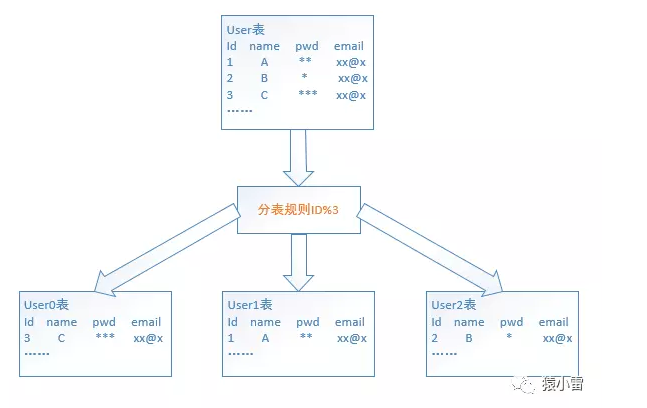 User表
Id name pwd email
1 A ** xx@x
2 B * xx@x
3 C *** xx@x
……
分表规则ID%3
User0表
Id name pwd email
3 C *** xx@x
……
User1表
Id name pwd email
1 A ** xx@x
……
User2表
Id name pwd email
2 B * xx@x
……
猿小雷